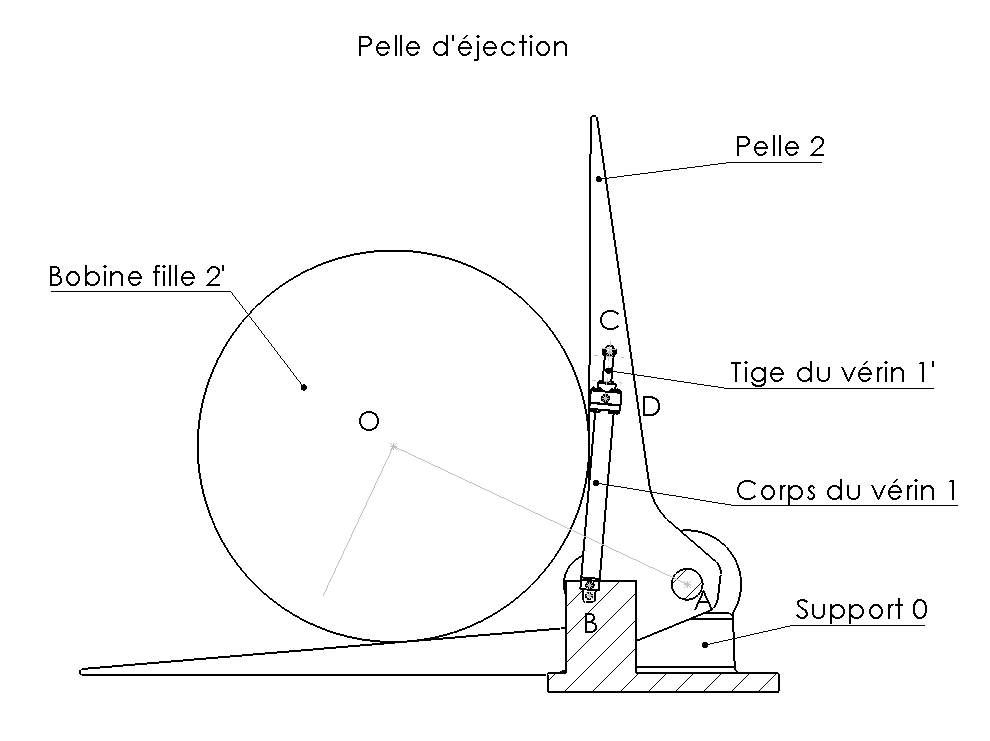 Pelle d'éjection
Pelle 2
Bobine fille 2'
C
Tige du vérin 1'
D
O
Corps du vérin 1
A
Support 0
B